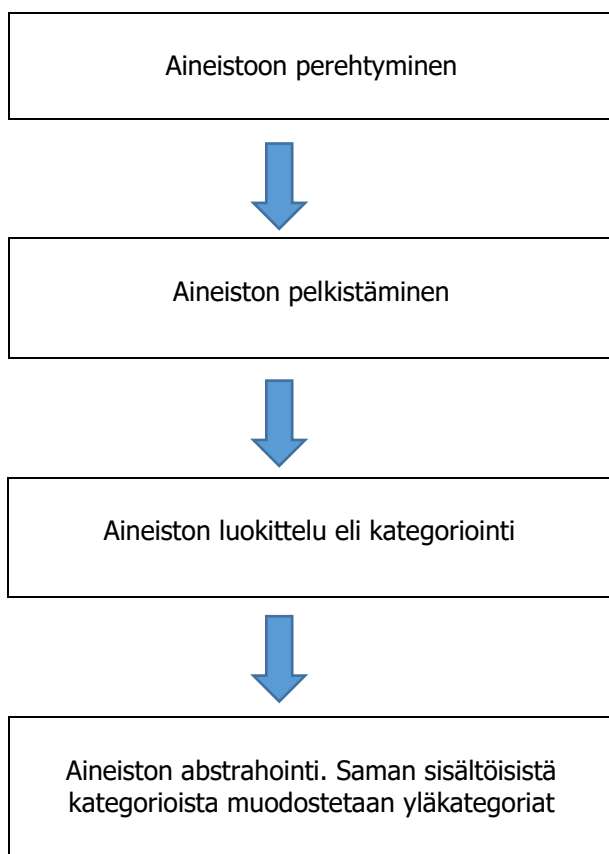 Aineistoon perehtyminen
Aineiston pelkistäminen
Aineiston luokittelu eli kategoriointi
Aineiston abstrahointi. Saman sisältöisistä
kategorioista muodostetaan yläkategoriat